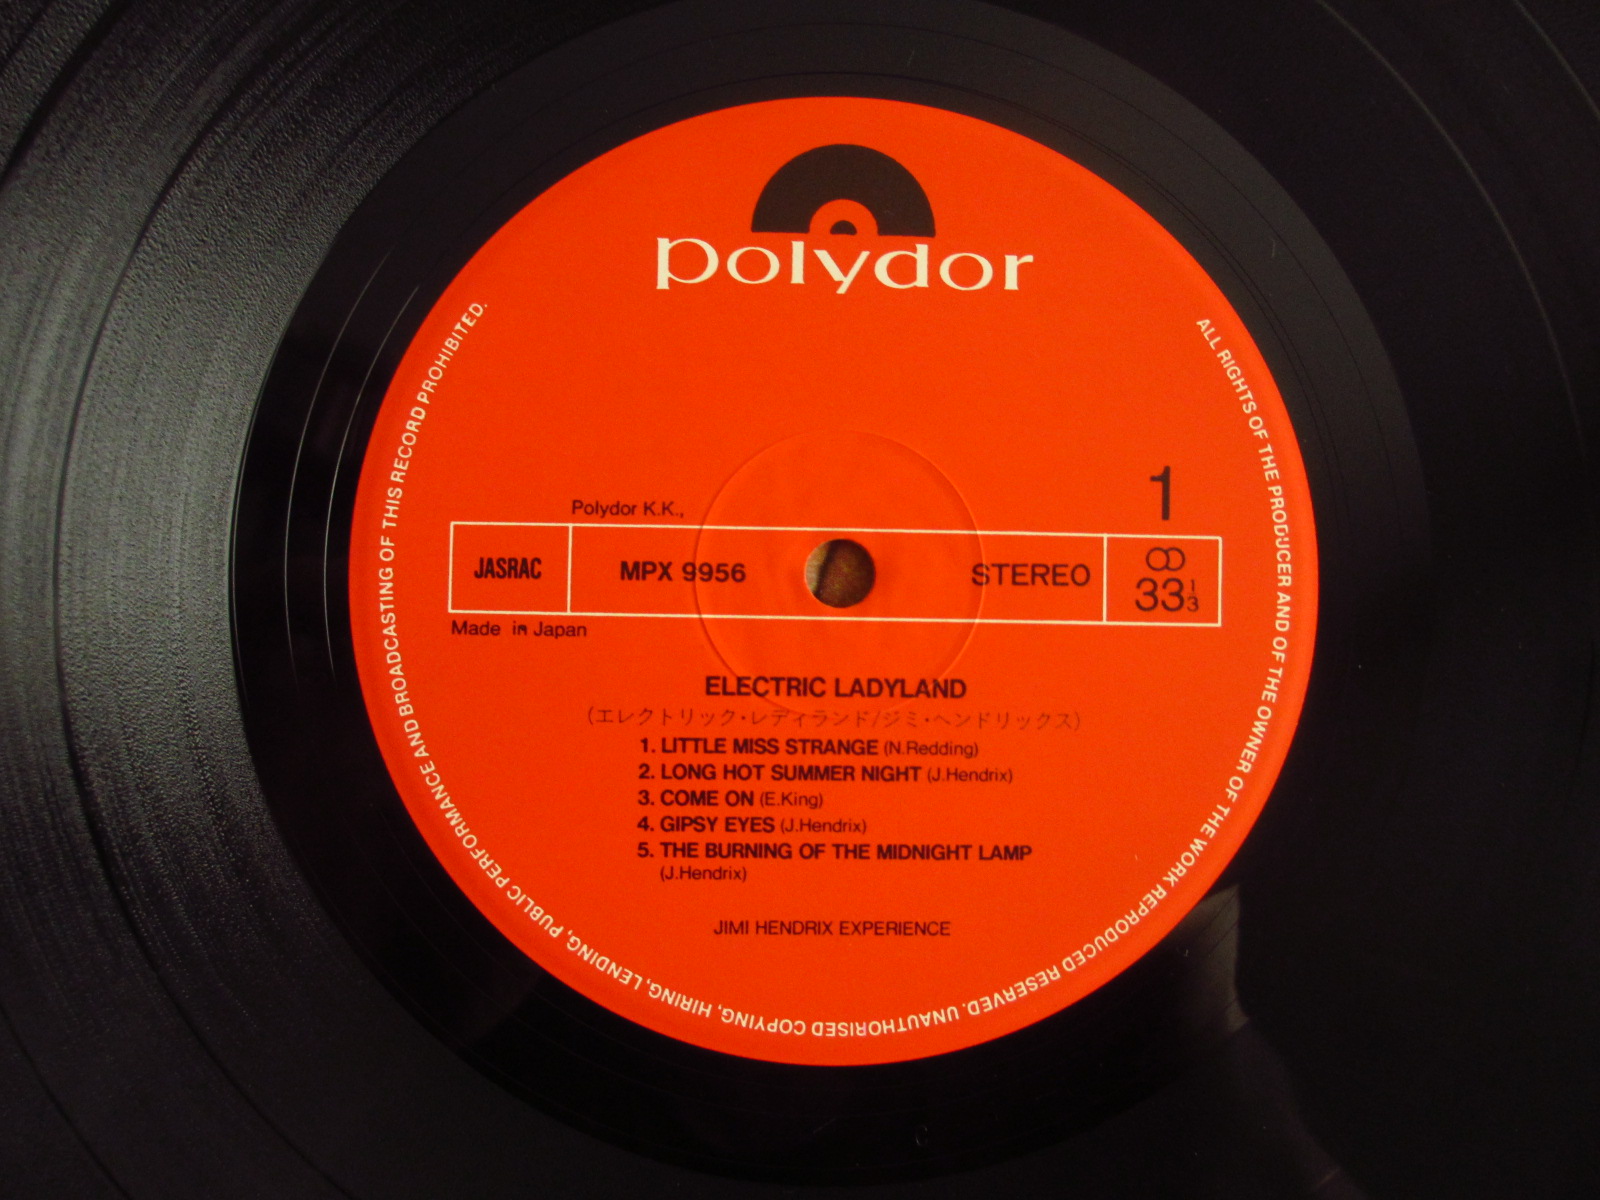 polydor
ALL RIGHTS OF THE PRODUCER AND OF THE OWNER OF THE WORK REPRODUCED RESERVED. UNAUTHORISED COPYING, HIRING, LENDING, PUBLIC PERFORMANCE AND BROADCASTING OF THIS RECORD PROHIBITED.
1
Polydor K.K.,
JASRAC MPX 9956 STEREO 33 1/3
Made in Japan
ELECTRIC LADYLAND
(エレクトリック・レディランド/ジミ・ヘンドリックス)
1. LITTLE MISS STRANGE (N.Redding)
2. LONG HOT SUMMER NIGHT (J.Hendrix)
3. COME ON (E.King)
4. GIPSY EYES (J.Hendrix)
5. THE BURNING OF THE MIDNIGHT LAMP
(J.Hendrix)
JIMI HENDRIX EXPERIENCE